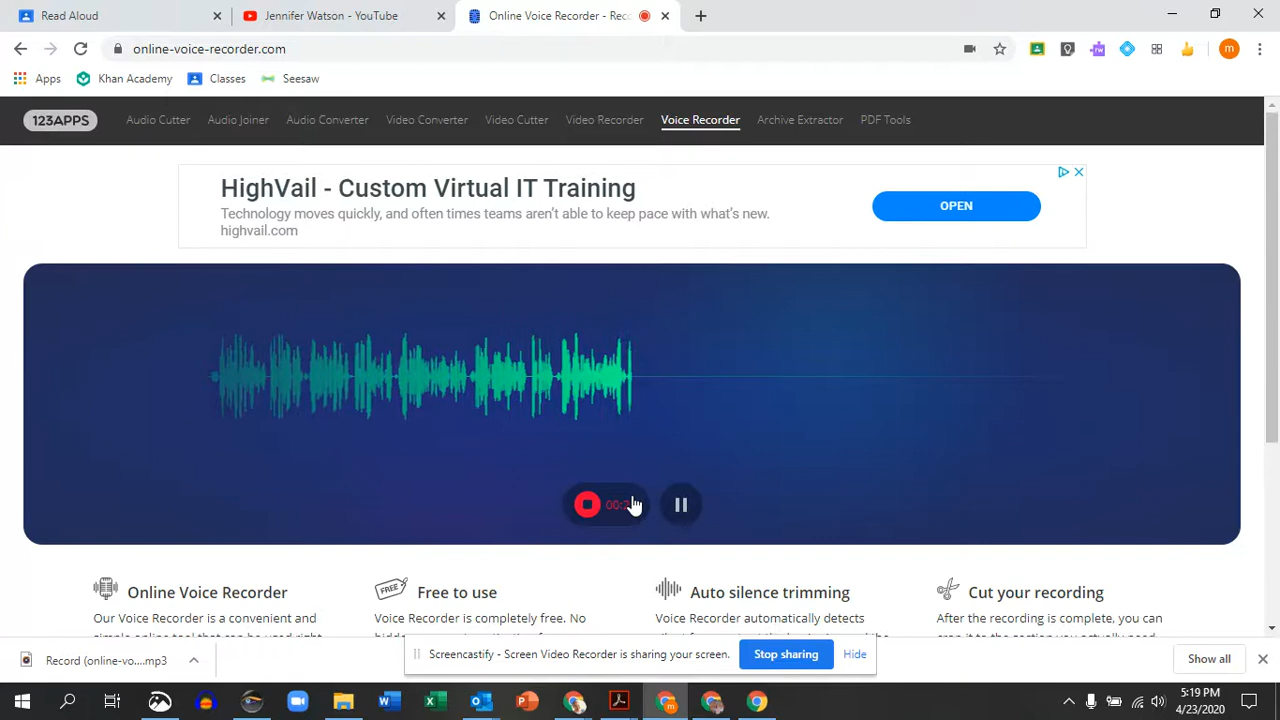 Read Aloud
Jennifer Watson - YouTube
Online Voice Recorder - Rec
online-voice-recorder.com
Apps
Khan Academy
Classes
Seesaw
123APPS
Audio Cutter
Audio Joiner
Audio Converter
Video Converter
Video Cutter
Video Recorder
Voice Recorder
Archive Extractor
PDF Tools
HighVail - Custom Virtual IT Training
Technology moves quickly, and often times teams aren't able to keep pace with what's new.
highvail.com
OPEN
00:2
Online Voice Recorder
Our Voice Recorder is a convenient and
FREE
Free to use
Voice Recorder is completely free. No
Auto silence trimming
Voice Recorder automatically detects
Cut your recording
After the recording is complete, you can
Record (online-vo....mp3
Screencastify - Screen Video Recorder is sharing your screen.
Stop sharing
Hide
Show all
5:19 PM
4/23/2020